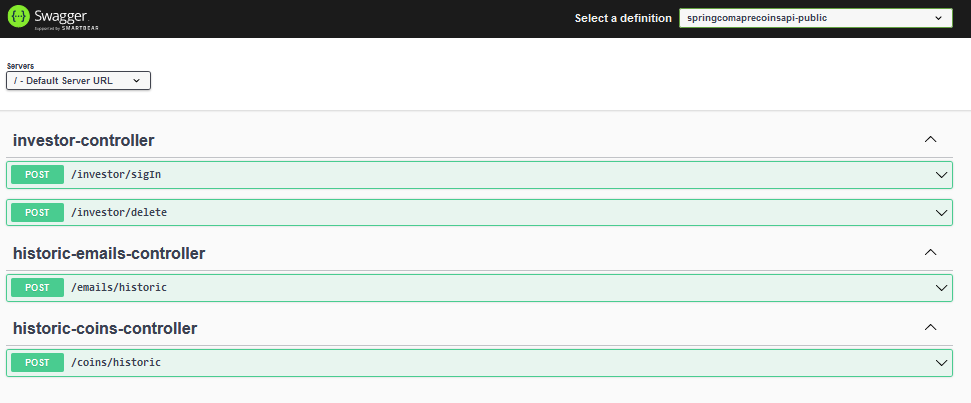 Swagger.
Supported by SMARTBEAR
Select a definition
springcomaprecoinsapi-public
Servers
/ - Default Server URL
investor-controller
POST /investor/sigIn
POST /investor/delete
historic-emails-controller
POST /emails/historic
historic-coins-controller
POST /coins/historic